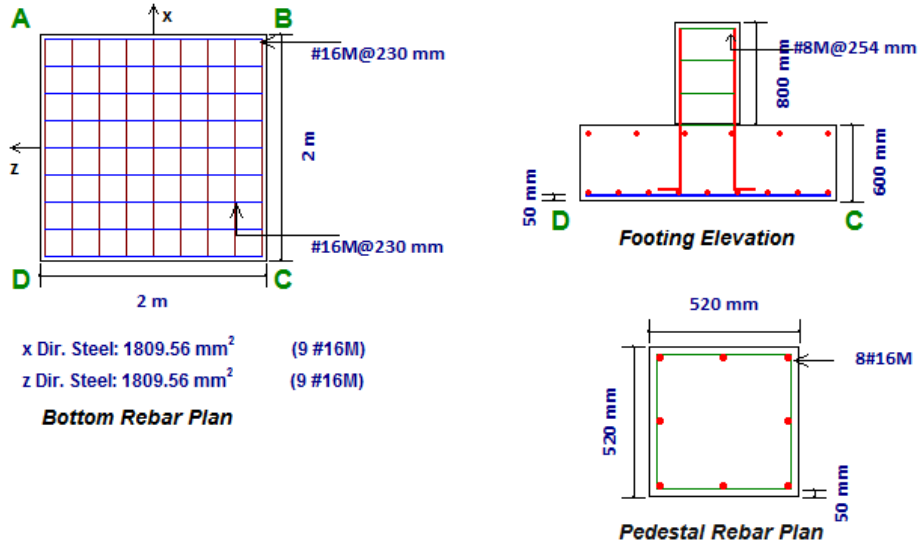 A
x
B
#16M@230 mm
z
2 m
#16M@230 mm
D
C
2 m
x Dir. Steel: 1809.56 mm² (9 #16M)
z Dir. Steel: 1809.56 mm² (9 #16M)
Bottom Rebar Plan
#8M@254 mm
800 mm
600 mm
50 mm
D
C
Footing Elevation
520 mm
8#16M
520 mm
50 mm
Pedestal Rebar Plan